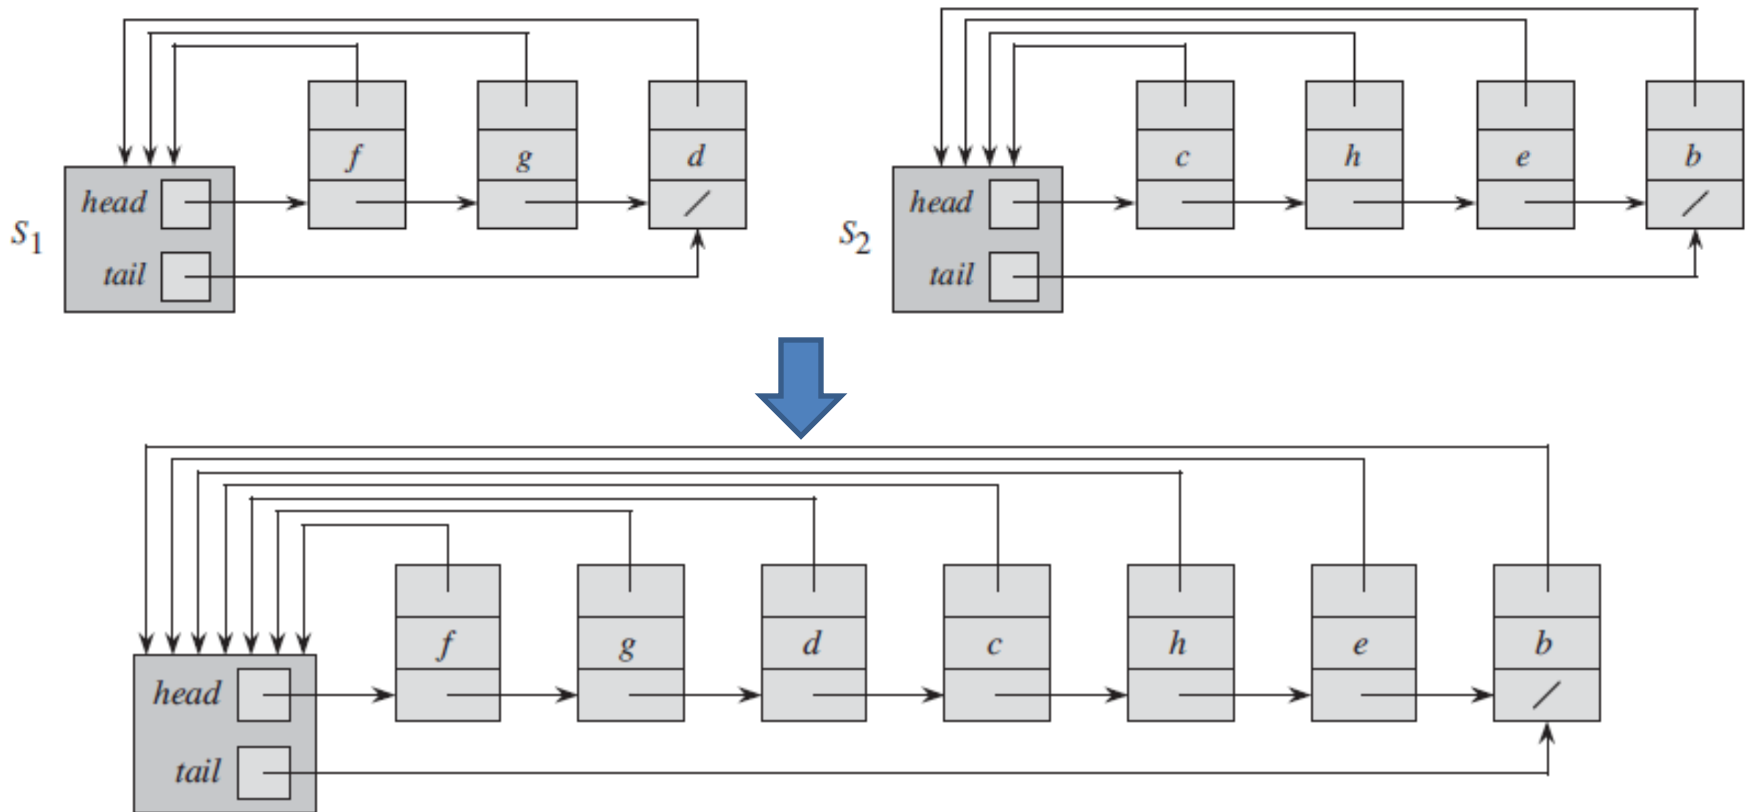 f g d
head
S1
tail
c h e b
head
S2
tail
f g d c h e b
head
tail